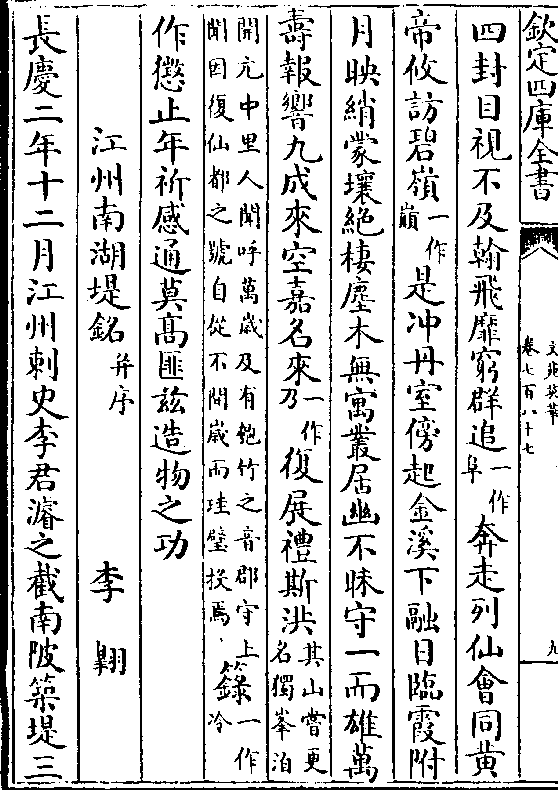 欽定四庫全書
文苑英華
卷七百八十七
九
四封目視不及翰飛靡窮群追一作阜奔走列仙會同黄
帝攸訪碧嶺一作巔是冲丹室傍起金溪下融日臨霞附
月映綃蒙壤絶棲塵木無寓叢居幽不昧守一而雄萬
壽報響九成來空嘉名來一作乃復展禮斯洪其山嘗更名獨峯洎
開元中里人聞呼萬歲及有絶竹之音郡守上聞因復仙都之號自從不問歲而珪璧投焉籙一作冷
作懲止年祈感通莫髙匪兹造物之功
江州南湖堤銘并序
李翺
長慶二年十二月江州刺史李君濬之截南陂築堤三